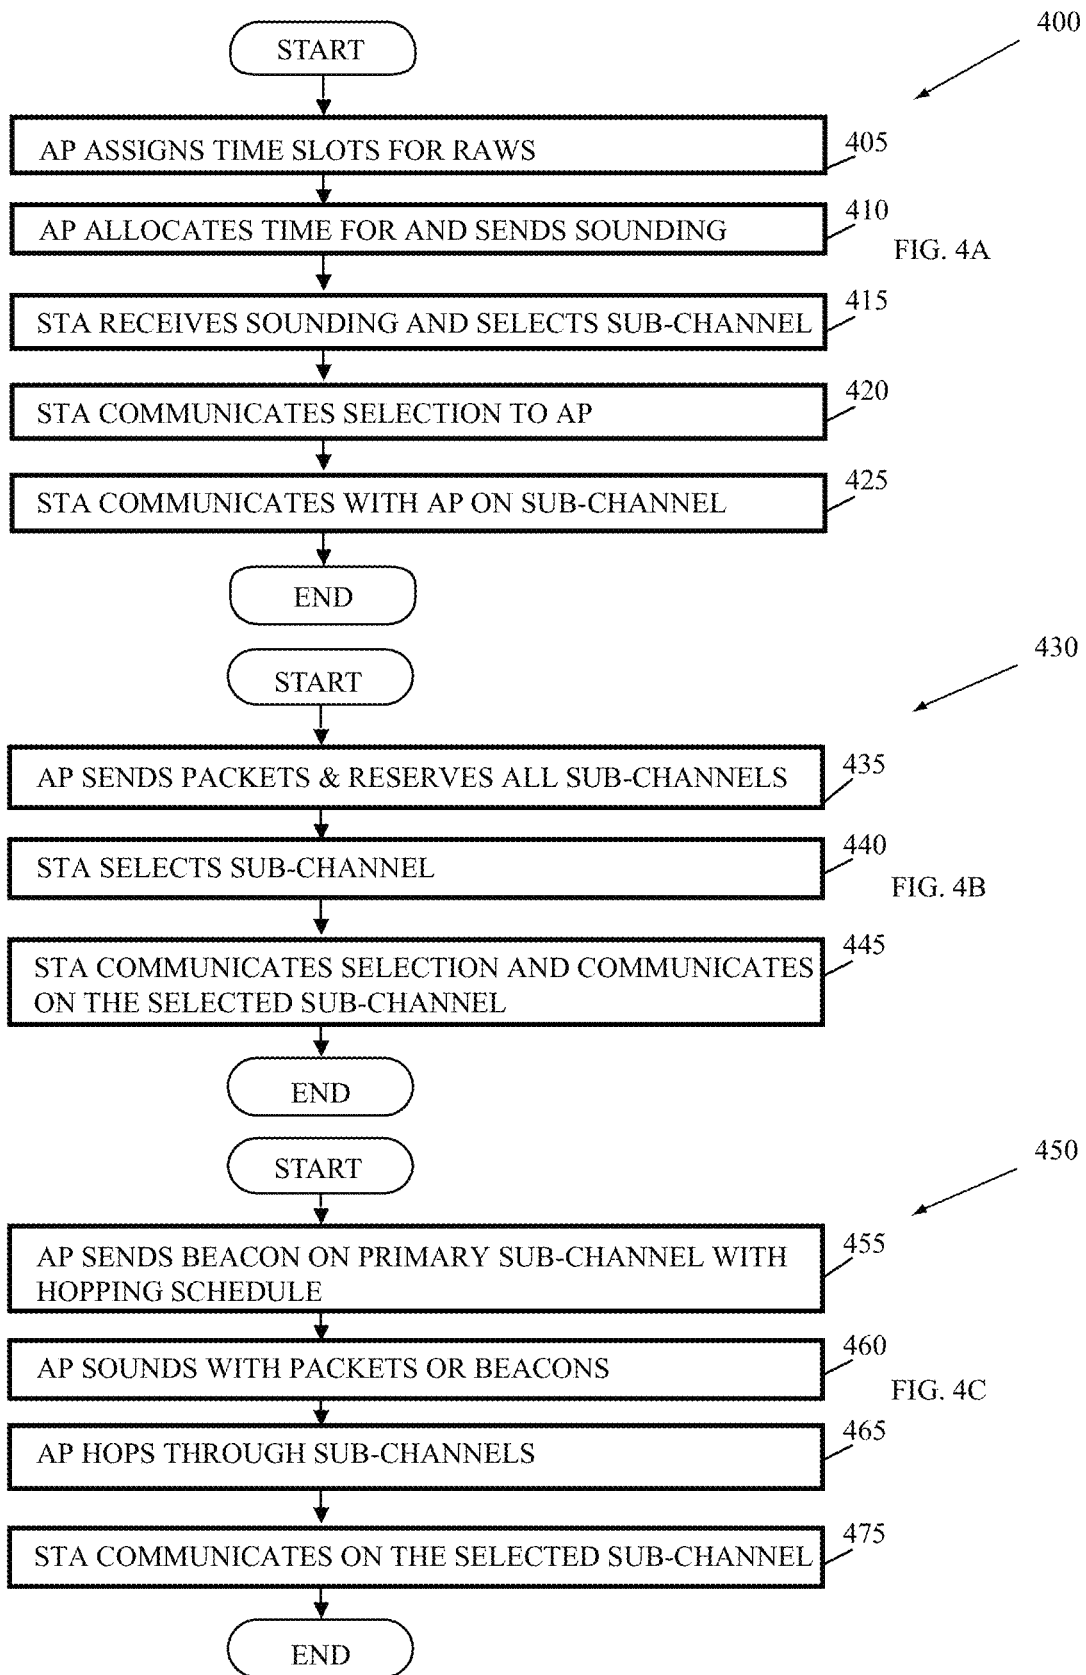 START
400
AP ASSIGNS TIME SLOTS FOR RAWS
405
AP ALLOCATES TIME FOR AND SENDS SOUNDING
410
FIG. 4A
STA RECEIVES SOUNDING AND SELECTS SUB-CHANNEL
415
STA COMMUNICATES SELECTION TO AP
420
STA COMMUNICATES WITH AP ON SUB-CHANNEL
425
END
430
START
AP SENDS PACKETS & RESERVES ALL SUB-CHANNELS
435
STA SELECTS SUB-CHANNEL
440
FIG. 4B
STA COMMUNICATES SELECTION AND COMMUNICATES
ON THE SELECTED SUB-CHANNEL
445
END
START
450
AP SENDS BEACON ON PRIMARY SUB-CHANNEL WITH
HOPPING SCHEDULE
455
AP SOUNDS WITH PACKETS OR BEACONS
460
FIG. 4C
AP HOPS THROUGH SUB-CHANNELS
465
STA COMMUNICATES ON THE SELECTED SUB-CHANNEL
475
END